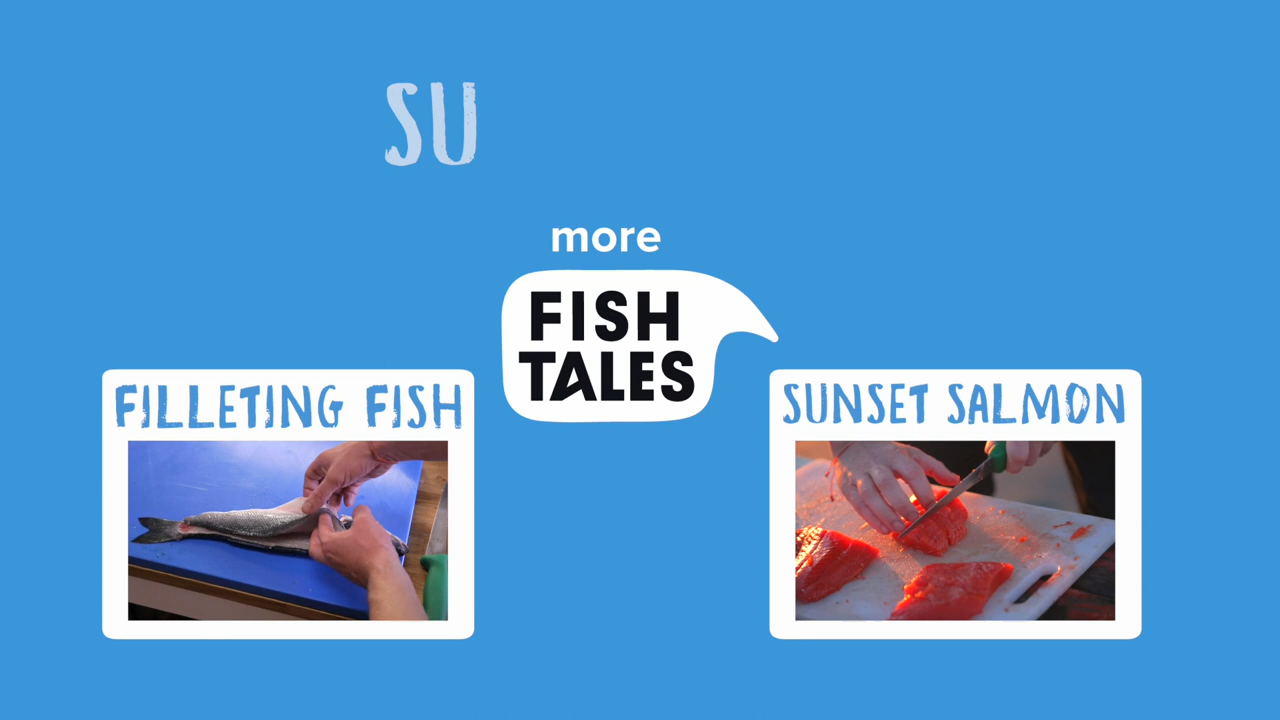 SU
more
FISH
TALES
FILLETING FISH
SUNSET SALMON